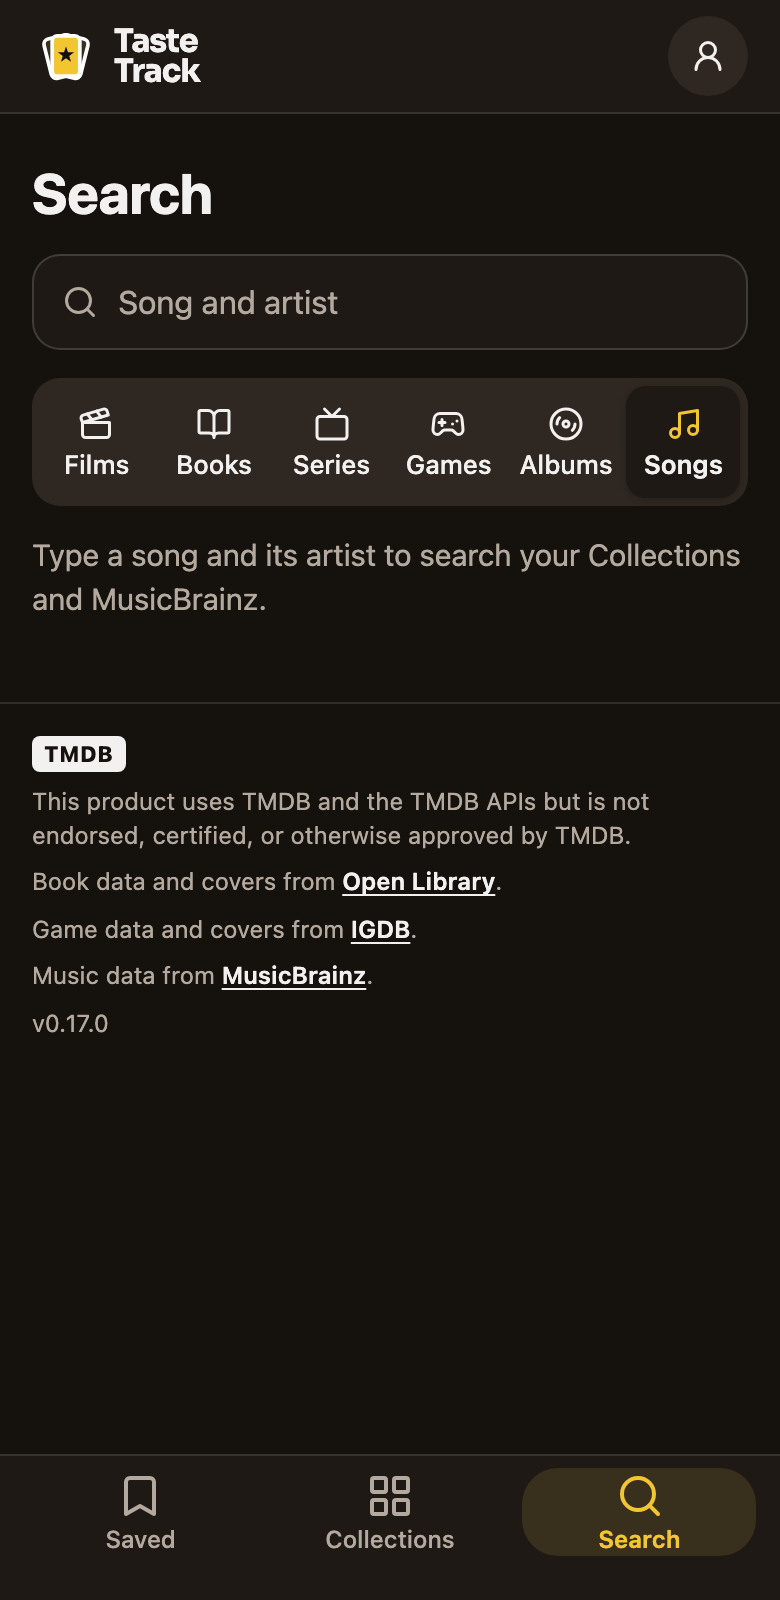 Taste
Track
Search
Song and artist
Films
Books
Series
Games
Albums
Songs
Type a song and its artist to search your Collections
and MusicBrainz.
TMDB
This product uses TMDB and the TMDB APIs but is not
endorsed, certified, or otherwise approved by TMDB.
Book data and covers from Open Library.
Game data and covers from IGDB.
Music data from MusicBrainz.
v0.17.0
Saved
Collections
Search